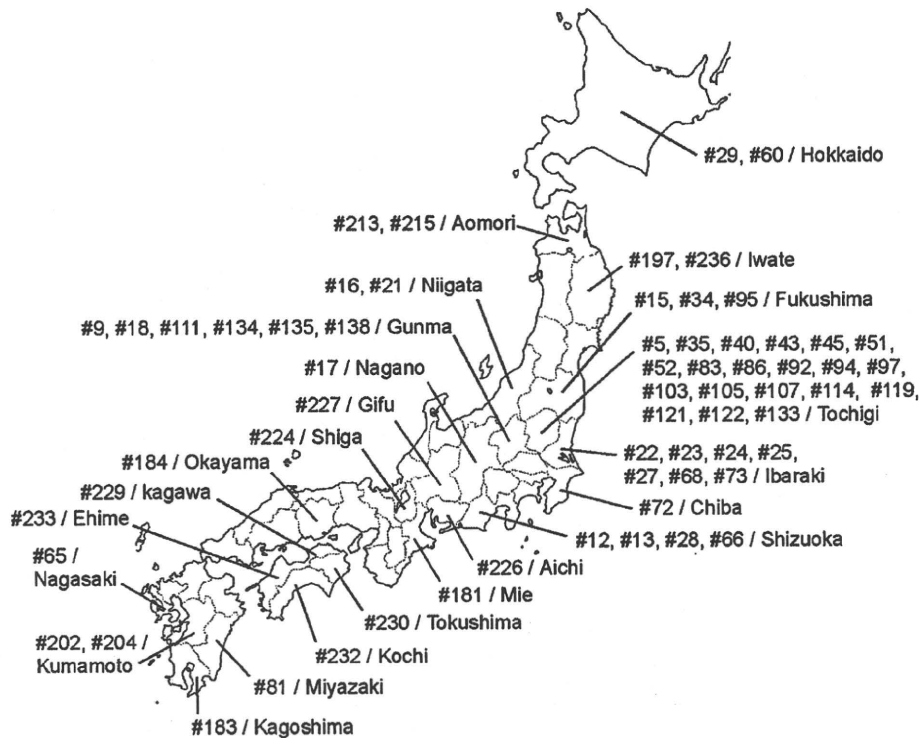 #29, #60 / Hokkaido
#213, #215 / Aomori
#197, #236 / Iwate
#16, #21 / Niigata
#15, #34, #95 / Fukushima
#9, #18, #111, #134, #135, #138 / Gunma
#5, #35, #40, #43, #45, #51,
#52, #83, #86, #92, #94, #97,
#103, #105, #107, #114, #119,
#121, #122, #133 / Tochigi
#17 / Nagano
#227 / Gifu
#224 / Shiga
#184 / Okayama
#229 / kagawa
#233 / Ehime
#22, #23, #24, #25,
#27, #68, #73 / Ibaraki
#72 / Chiba
#12, #13, #28, #66 / Shizuoka
#65 /
Nagasaki
#226 / Aichi
#181 / Mie
#230 / Tokushima
#202, #204 /
Kumamoto
#232 / Kochi
#81 / Miyazaki
#183 / Kagoshima